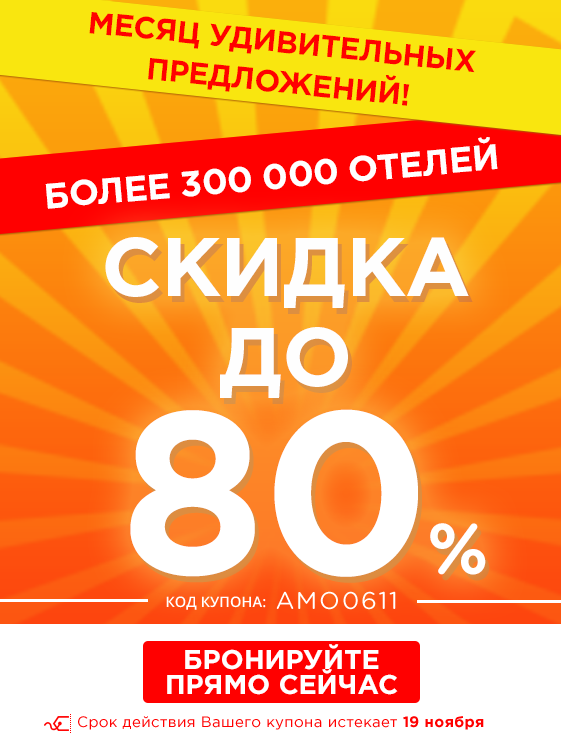 МЕСЯЦ УДИВИТЕЛЬНЫХ
ПРЕДЛОЖЕНИЙ!
БОЛЕЕ 300 000 ОТЕЛЕЙ
СКИДКА
ДО
80%
КОД КУПОНА: AMO0611
БРОНИРУЙТЕ
ПРЯМО СЕЙЧАС
Срок действия Вашего купона истекает 19 ноября